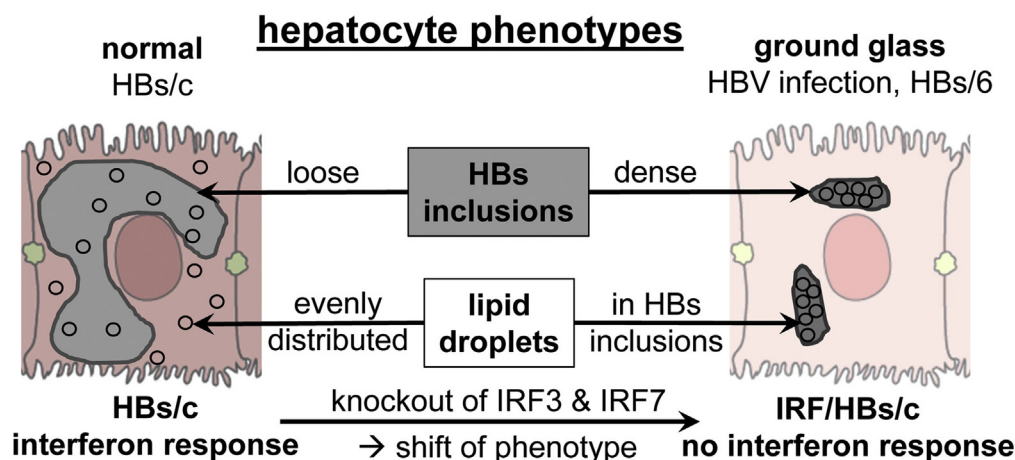 hepatocyte phenotypes
normal
HBs/c
ground glass
HBV infection, HBs/6
loose
HBs
inclusions
dense
evenly
distributed
lipid
droplets
in HBs
inclusions
HBs/c
interferon response
knockout of IRF3 & IRF7
→ shift of phenotype
IRF/HBs/c
no interferon response